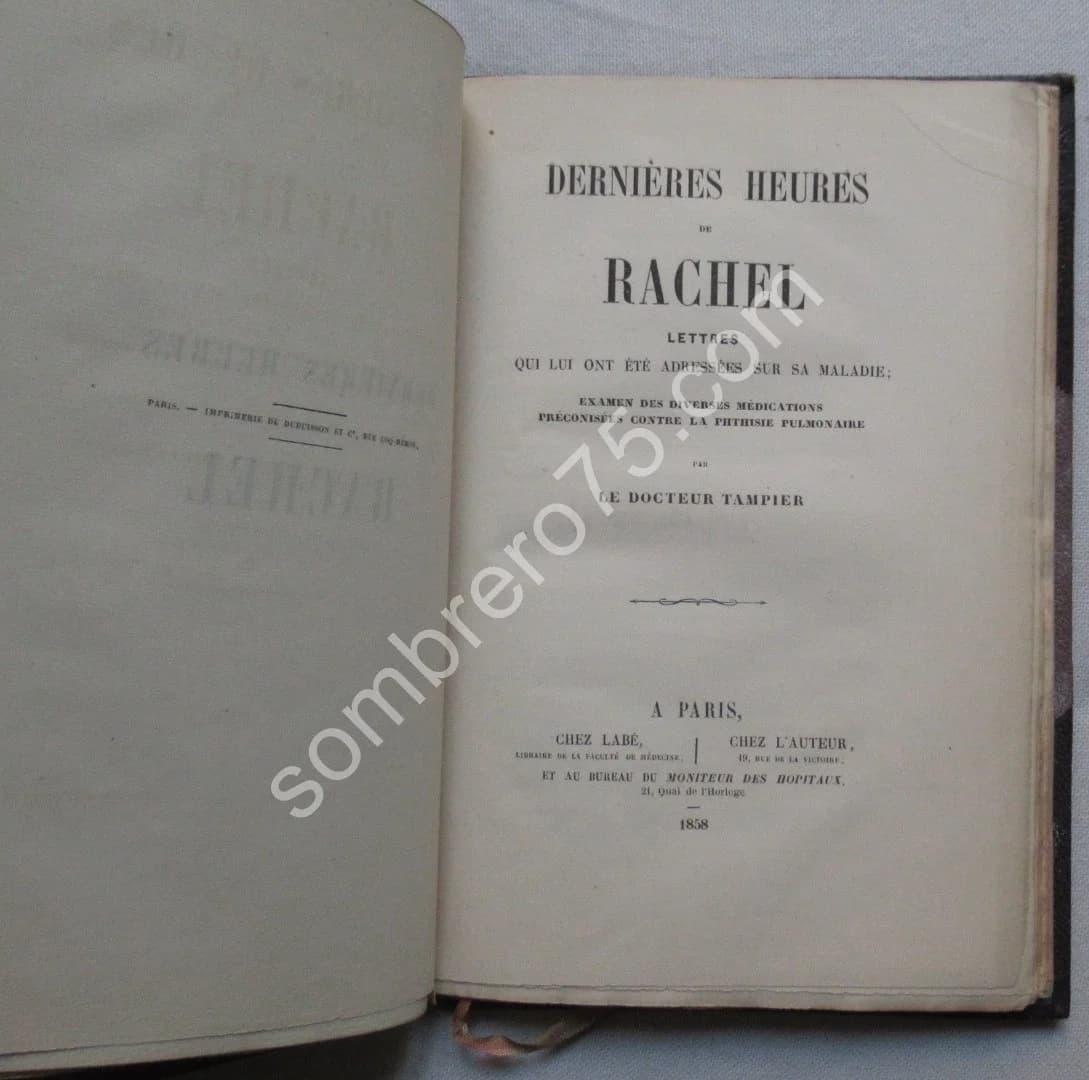 PARIS. — IMPRIMERIE DE DUBUISSON ET Cᵉ, RUE COQ-HÉRON.
DERNIÈRES HEURES
DE
RACHEL
LETTRES
QUI LUI ONT ÉTÉ ADRESSÉES SUR SA MALADIE;
EXAMEN DES DIVERSES MÉDICATIONS
PRÉCONISÉES CONTRE LA PHTHISIE PULMONAIRE
PAR
LE DOCTEUR TAMPIER
A PARIS,
CHEZ LABÉ,
LIBRAIRE DE LA FACULTÉ DE MÉDECINE,
CHEZ L'AUTEUR,
49, RUE DE LA VICTOIRE,
ET AU BUREAU DU MONITEUR DES HOPITAUX,
21, Quai de l'Horloge
1858
sombrero75.com